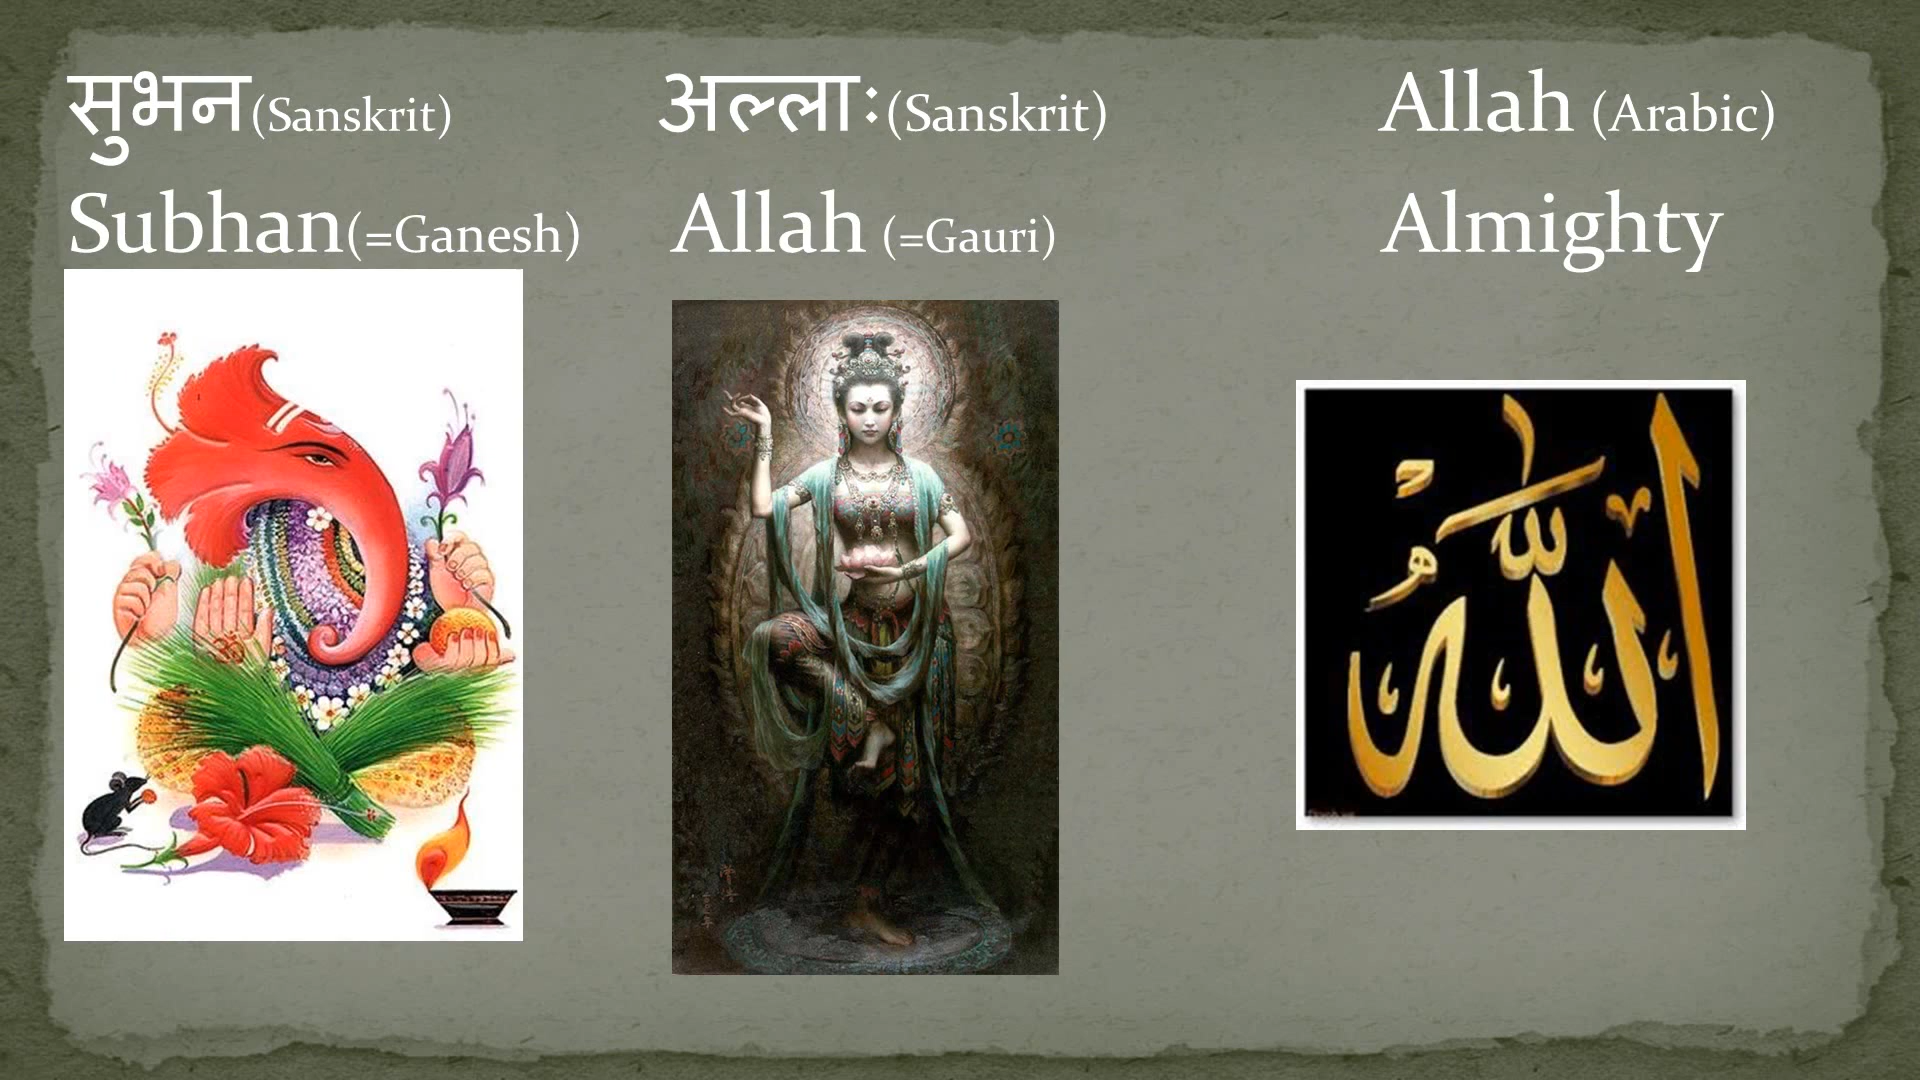 सुभन(Sanskrit) अल्लाः(Sanskrit) Allah (Arabic)
Subhan(=Ganesh) Allah (=Gauri) Almighty
ॐ
الله